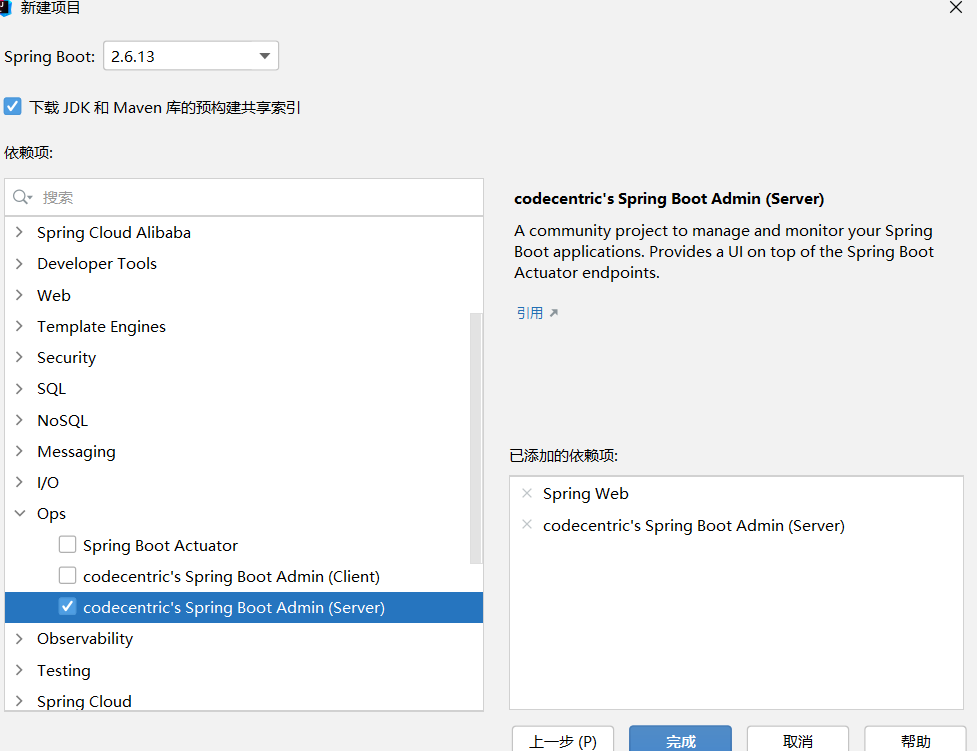 新建项目
Spring Boot: 2.6.13
下载 JDK 和 Maven 库的预构建共享索引
依赖项:
搜索
Spring Cloud Alibaba
Developer Tools
Web
Template Engines
Security
SQL
NoSQL
Messaging
I/O
Ops
Spring Boot Actuator
codecentric's Spring Boot Admin (Client)
codecentric's Spring Boot Admin (Server)
Observability
Testing
Spring Cloud
codecentric's Spring Boot Admin (Server)
A community project to manage and monitor your Spring
Boot applications. Provides a UI on top of the Spring Boot
Actuator endpoints.
引用
已添加的依赖项:
Spring Web
codecentric's Spring Boot Admin (Server)
上一步 (P)
完成
取消
帮助